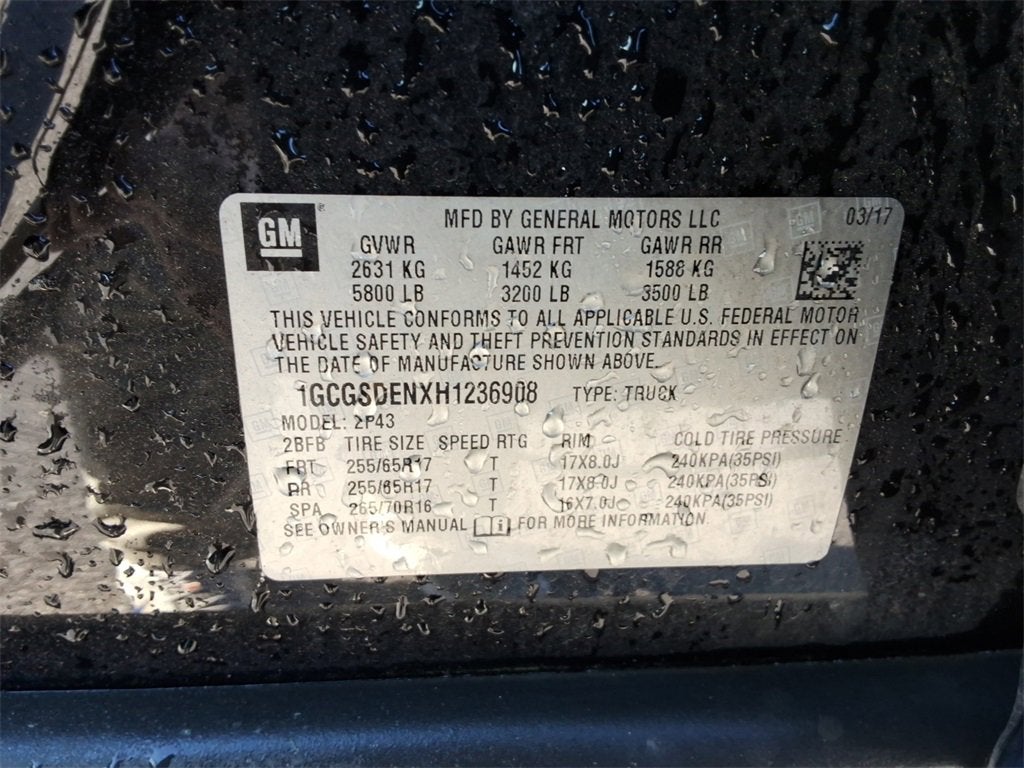 GM
MFD BY GENERAL MOTORS LLC 03/17
GVWR GAWR FRT GAWR RR
2631 KG 1452 KG 1588 KG
5800 LB 3200 LB 3500 LB
THIS VEHICLE CONFORMS TO ALL APPLICABLE U.S. FEDERAL MOTOR
VEHICLE SAFETY AND THEFT PREVENTION STANDARDS IN EFFECT ON
THE DATE OF MANUFACTURE SHOWN ABOVE.
1GCGSDENXH1236908 TYPE: TRUCK
MODEL: 2P43
2BFB TIRE SIZE SPEED RTG RIM COLD TIRE PRESSURE
FRT 255/65R17 T 17X8.0J 240KPA(35PSI)
RR 255/65R17 T 17X8.0J 240KPA(35PSI)
SPA 265/70R16 T 16X7.0J 240KPA(35PSI)
SEE OWNER'S MANUAL i FOR MORE INFORMATION.